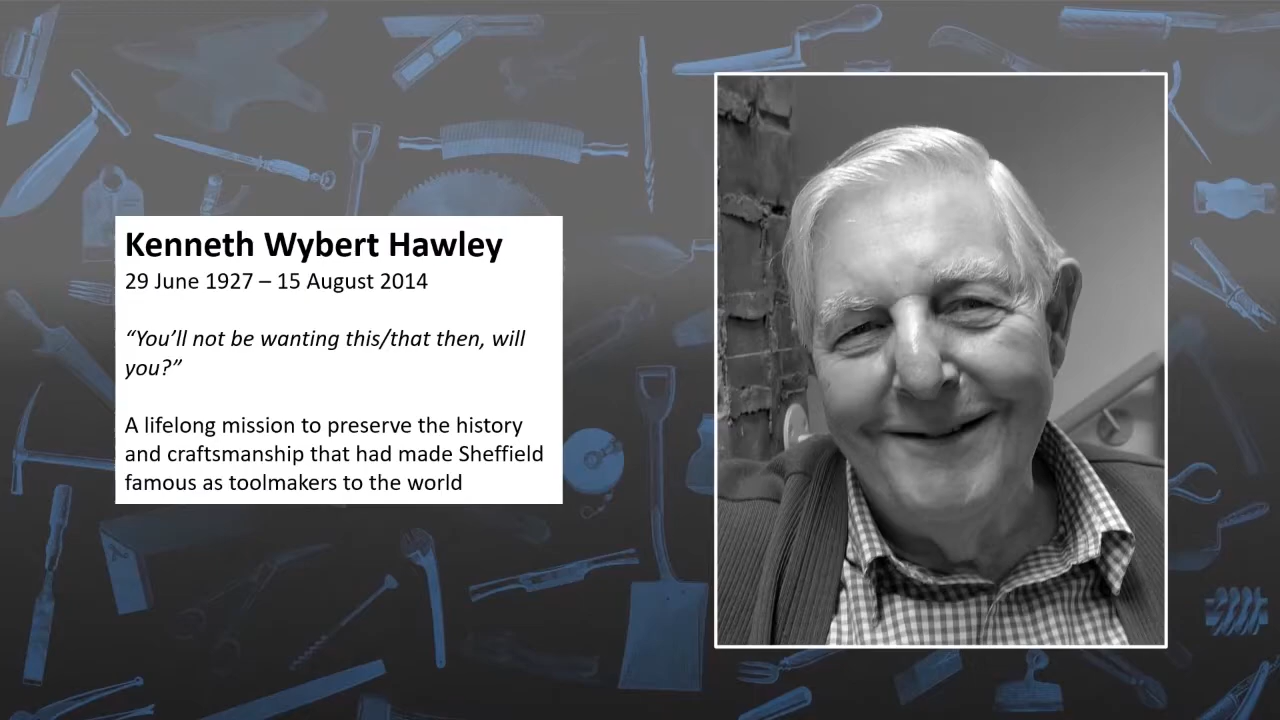 Kenneth Wybert Hawley
29 June 1927 – 15 August 2014
“You’ll not be wanting this/that then, will
you?”
A lifelong mission to preserve the history
and craftsmanship that had made Sheffield
famous as toolmakers to the world